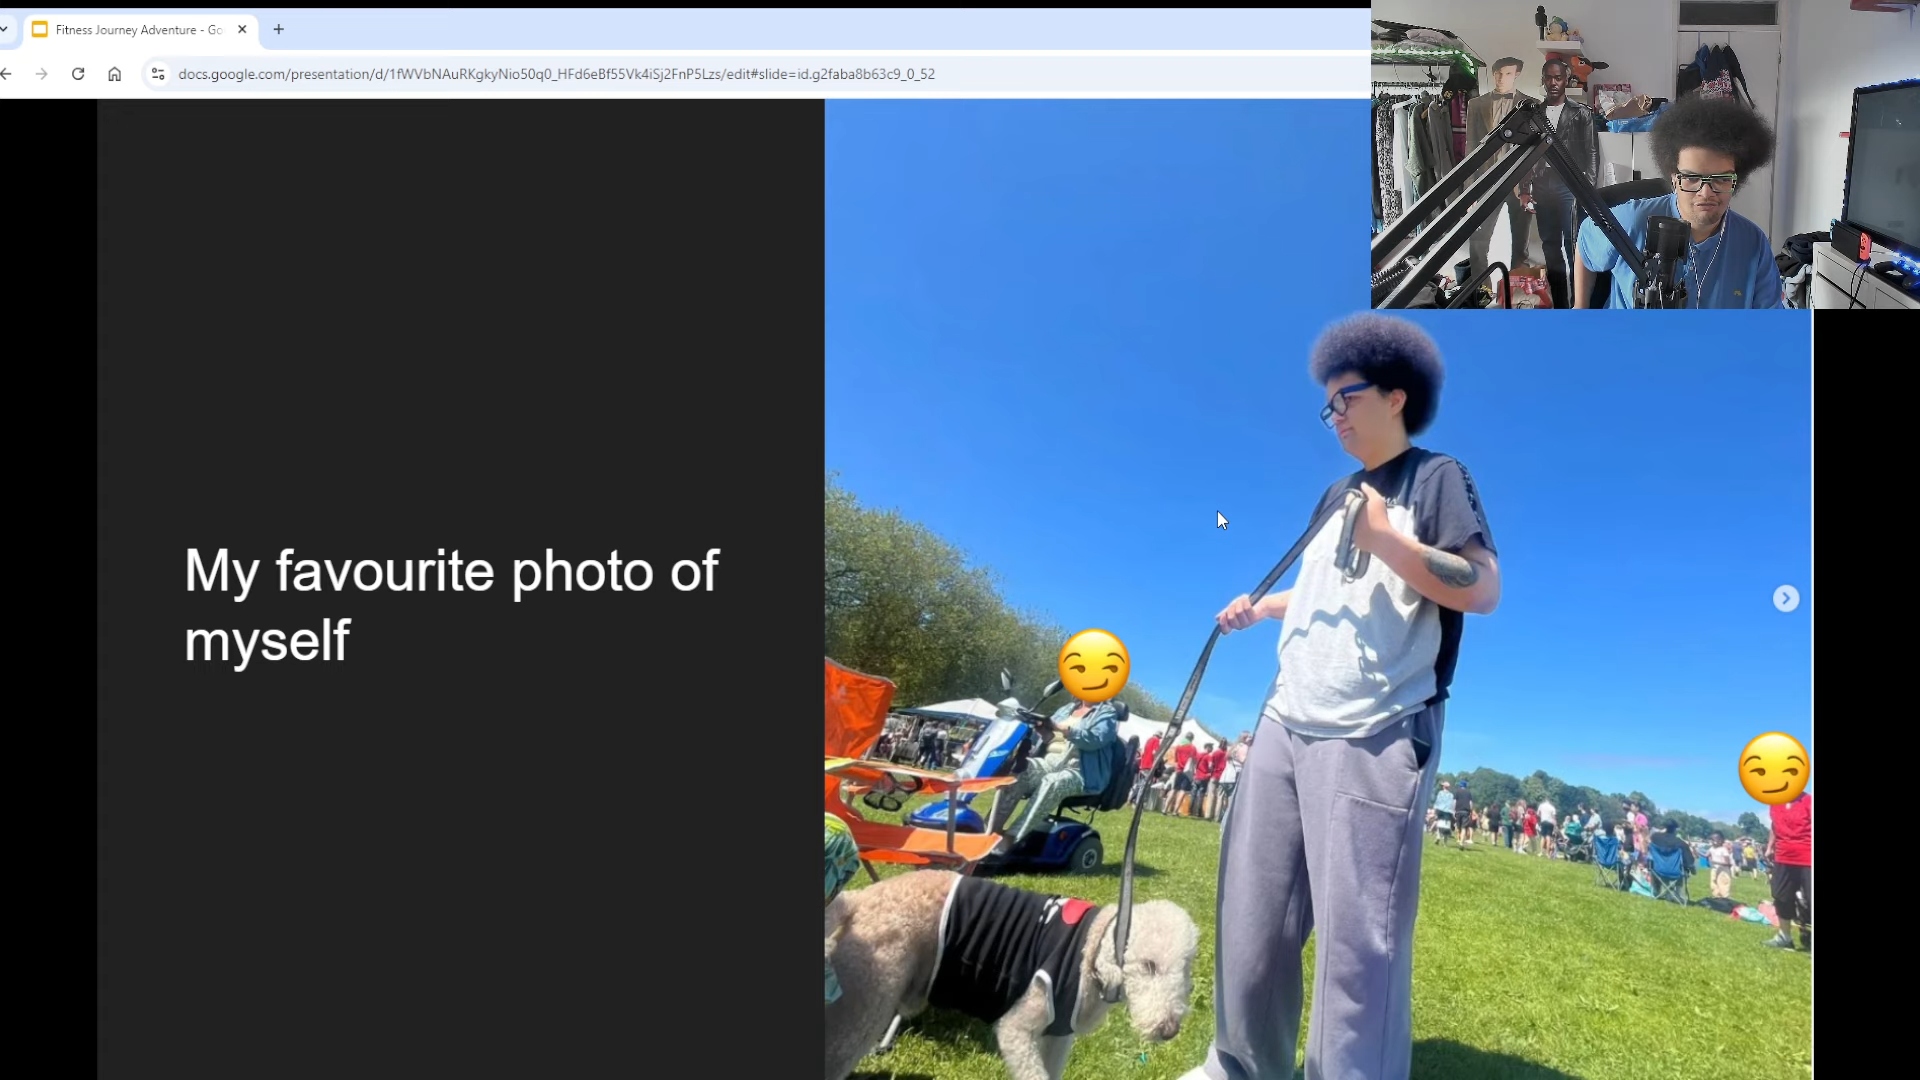 Fitness Journey Adventure - Go
docs.google.com/presentation/d/1fWVbNAuRKgkyNio50q0_HFd6eBf55Vk4iSj2FnP5Lzs/edit#slide=id.g2faba8b63c9_0_52
My favourite photo of
myself